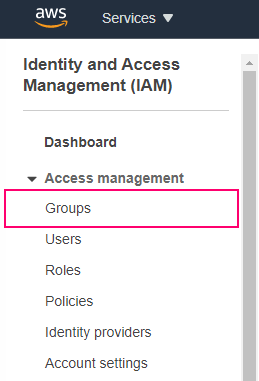 aws
Services
Identity and Access
Management (IAM)
Dashboard
Access management
Groups
Users
Roles
Policies
Identity providers
Account settings